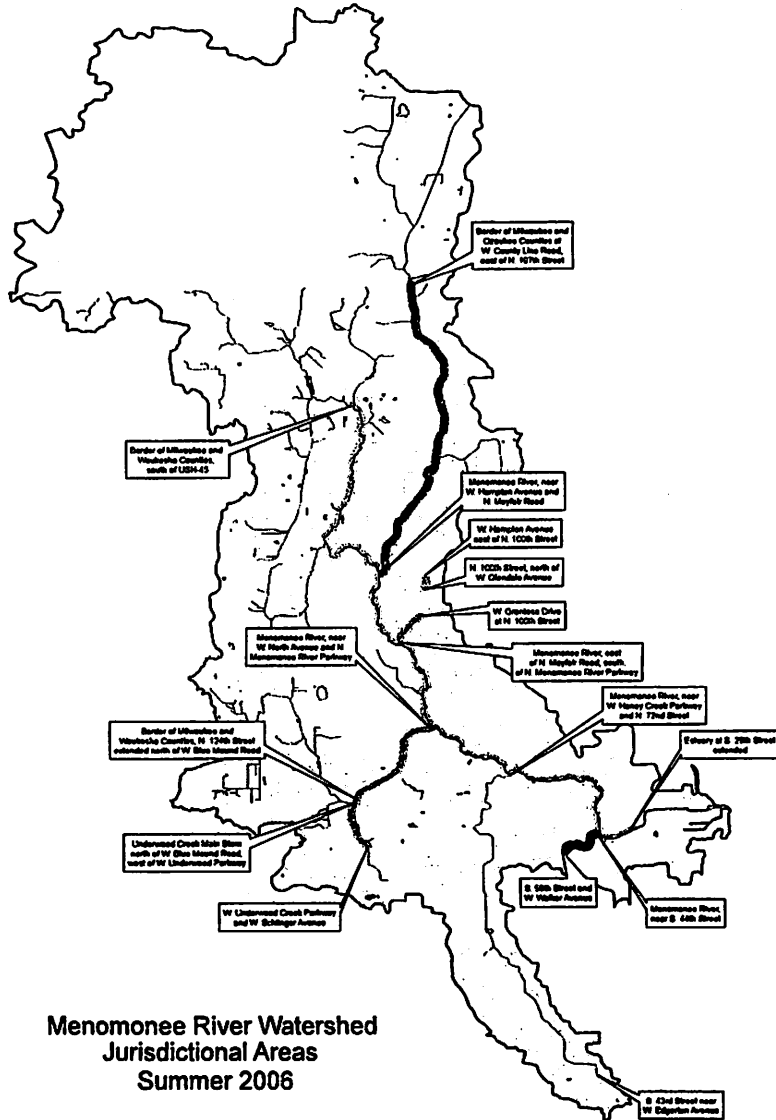 Border of Milwaukee and
Ozaukee Counties at
W. County Line Road,
east of N. 107th Street
Border of Milwaukee and
Waukesha Counties,
south of USH-45
Menomonee River, near
W. Hampton Avenue and
N. Mayfair Road
W. Hampton Avenue
east of N. 100th Street
N. 100th Street, north of
W. Glendale Avenue
W. Grantosa Drive
at N. 100th Street
Menomonee River, near
W. North Avenue and N.
Menomonee River Parkway
Menomonee River, east
of N. Mayfair Road, south
of N. Menomonee River Parkway
Menomonee River, near
W. Honey Creek Parkway
and N. 72nd Street
Border of Milwaukee and
Waukesha Counties, N. 124th Street
extended north of W. Blue Mound Road
Estuary at S. 29th Street
extended
Underwood Creek Main Stem
north of W. Blue Mound Road,
west of W. Underwood Parkway
S. 56th Street and
W. Walker Avenue
W. Underwood Creek Parkway
and W. Schlinger Avenue
Menomonee River,
near S. 44th Street
Menomonee River Watershed
Jurisdictional Areas
Summer 2006
S. 43rd Street near
W. Edgerton Avenue